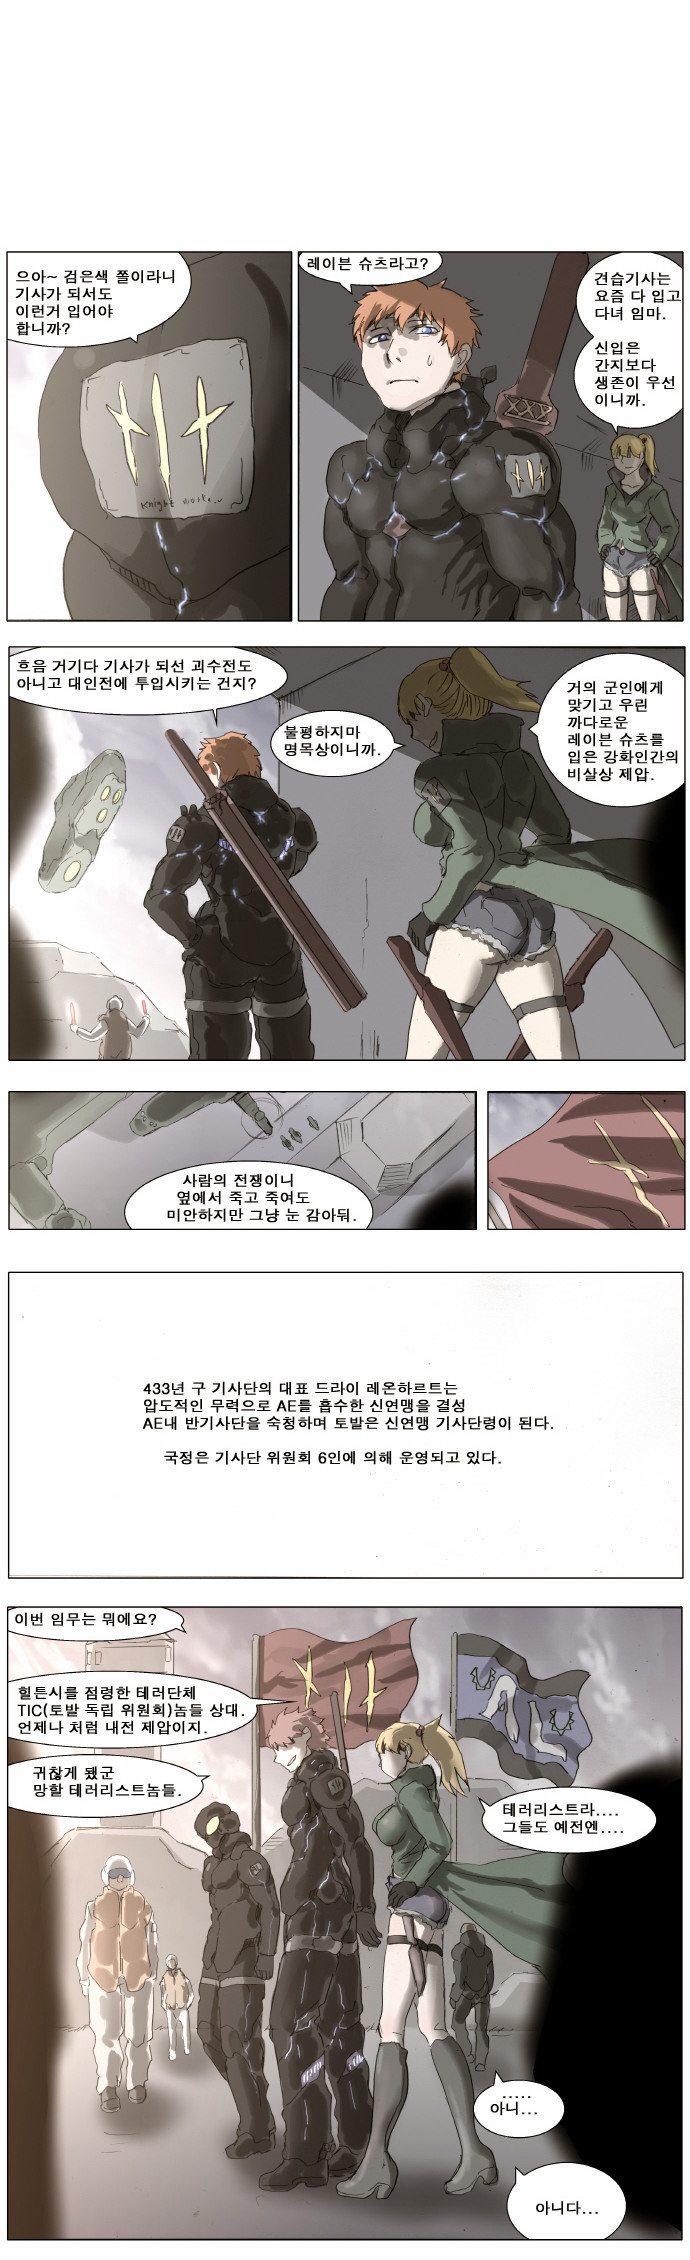 으아~ 검은색 쫄이라니
기사가 되서도
이런거 입어야
합니까?
Knight works
레이븐 슈츠라고?
견습기사는
요즘 다 입고
다녀 임마.
신입은
간지보다
생존이 우선
이니까.
흐음 거기다 기사가 되선 괴수전도
아니고 대인전에 투입시키는 건지?
불평하지마
명목상이니까.
거의 군인에게
맞기고 우린
까다로운
레이븐 슈츠를
입은 강화인간의
비살상 제압.
사람의 전쟁이니
옆에서 죽고 죽여도
미안하지만 그냥 눈 감아둬.
433년 구 기사단의 대표 드라이 레온하르트는
압도적인 무력으로 AE를 흡수한 신연맹을 결성
AE내 반기사단을 숙청하며 토발은 신연맹 기사단령이 된다.
국정은 기사단 위원회 6인에 의해 운영되고 있다.
이번 임무는 뭐에요?
힐튼시를 점령한 테러단체
TIC(토발 독립 위원회)놈들 상대.
언제나 처럼 내전 제압이지.
귀찮게 됐군
망할 테러리스트놈들.
테러리스트라....
그들도 예전엔....
.....
아니...
아니다...